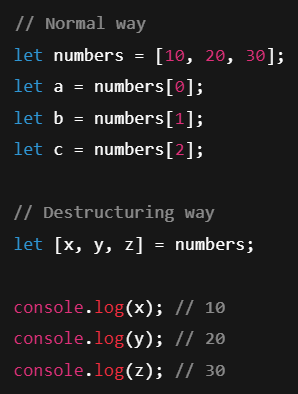 // Normal way
let numbers = [10, 20, 30];
let a = numbers[0];
let b = numbers[1];
let c = numbers[2];
// Destructuring way
let [x, y, z] = numbers;
console.log(x); // 10
console.log(y); // 20
console.log(z); // 30